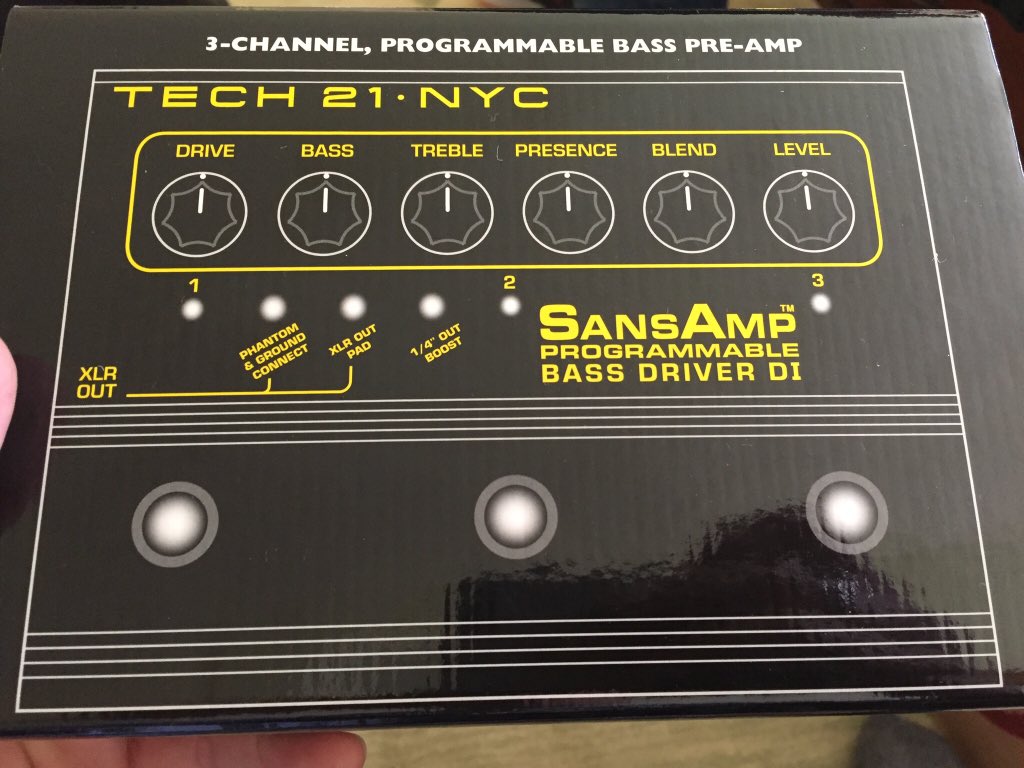 3-CHANNEL, PROGRAMMABLE BASS PRE-AMP
TECH 21·NYC
DRIVE BASS TREBLE PRESENCE BLEND LEVEL
1 2 3
PHANTOM
& GROUND
CONNECT
XLR OUT
PAD
1/4" OUT
BOOST
SANSAMP™
PROGRAMMABLE
BASS DRIVER DI
XLR
OUT